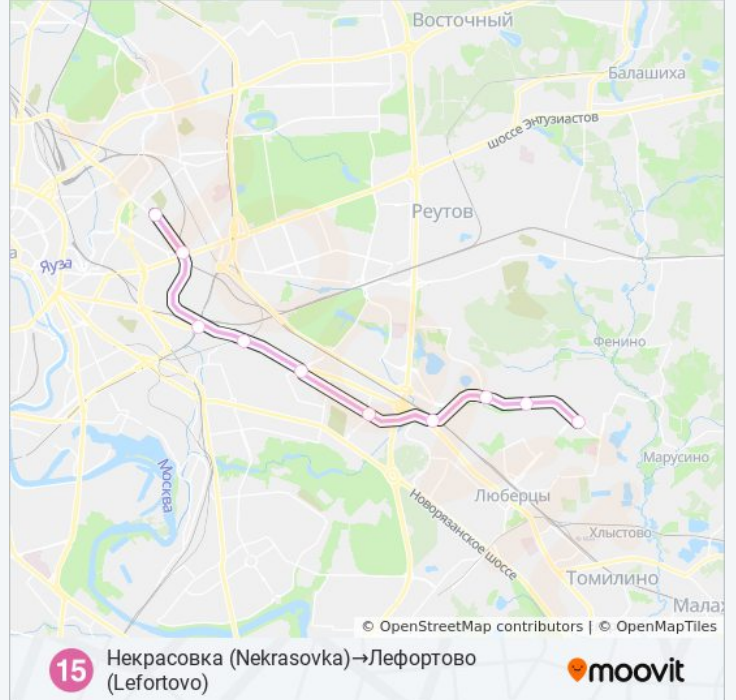 Восточный
Балашиха
шоссе Энтузиастов
Реутов
а
Яуза
Фенино
Марусино
Москва
Люберцы
Новорязанское шоссе
Хлыстово
Томилино
Малах
© OpenStreetMap contributors | © OpenMapTiles
15
Некрасовка (Nekrasovka)→Лефортово
(Lefortovo)
moovit